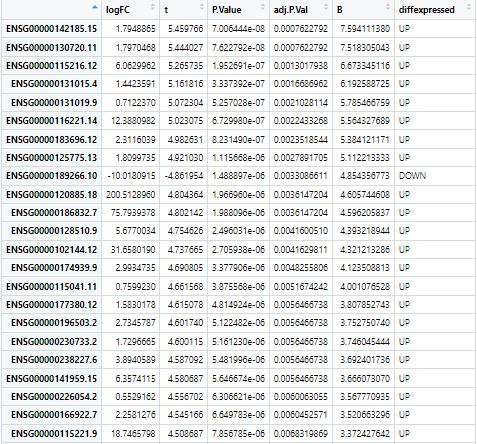 logFC t P.Value adj.P.Val B diffexpressed
ENSG00000142185.15 1.7948865 5.459766 7.006444e-08 0.0007622792 7.594111380 UP
ENSG00000130720.11 1.7970468 5.444027 7.622792e-08 0.0007622792 7.518305043 UP
ENSG00000115216.12 6.0629962 5.265735 1.952691e-07 0.0013017938 6.673345116 UP
ENSG00000131015.4 1.4423591 5.161816 3.337392e-07 0.0016686962 6.192588725 UP
ENSG00000131019.9 0.7122370 5.072304 5.257028e-07 0.0021028114 5.785466759 UP
ENSG00000116221.14 12.3880982 5.023075 6.729980e-07 0.0022433268 5.564327689 UP
ENSG00000183696.12 2.3116039 4.982631 8.231490e-07 0.0023518544 5.384121171 UP
ENSG00000125775.13 1.8099735 4.921030 1.115668e-06 0.0027891705 5.112213333 UP
ENSG00000189266.10 -10.0180915 -4.861954 1.488897e-06 0.0033086611 4.854356773 DOWN
ENSG00000120885.18 200.5128960 4.804364 1.966960e-06 0.0036147204 4.605744608 UP
ENSG00000186832.7 75.7939378 4.802142 1.988096e-06 0.0036147204 4.596205837 UP
ENSG00000128510.9 5.6770034 4.754626 2.496031e-06 0.0041600510 4.393218944 UP
ENSG00000102144.12 31.6580190 4.737665 2.705938e-06 0.0041629811 4.321213286 UP
ENSG00000174939.9 2.9934735 4.690805 3.377906e-06 0.0048255806 4.123508813 UP
ENSG00000115041.11 0.7599230 4.661568 3.875568e-06 0.0051674242 4.001076528 UP
ENSG00000177380.12 1.5830178 4.615078 4.814924e-06 0.0056466738 3.807852743 UP
ENSG00000196503.2 2.7345787 4.601740 5.122482e-06 0.0056466738 3.752750740 UP
ENSG00000230733.2 1.7296665 4.600115 5.161230e-06 0.0056466738 3.746045444 UP
ENSG00000238227.6 3.8940589 4.587092 5.481996e-06 0.0056466738 3.692401736 UP
ENSG00000141959.15 6.3574115 4.580687 5.646674e-06 0.0056466738 3.666073070 UP
ENSG00000226054.2 0.5529162 4.556702 6.306621e-06 0.0060063055 3.567770935 UP
ENSG00000166922.7 2.2581276 4.545166 6.649783e-06 0.0060452571 3.520663296 UP
ENSG00000115221.9 18.7465798 4.508687 7.856785e-06 0.0068319869 3.372427642 UP